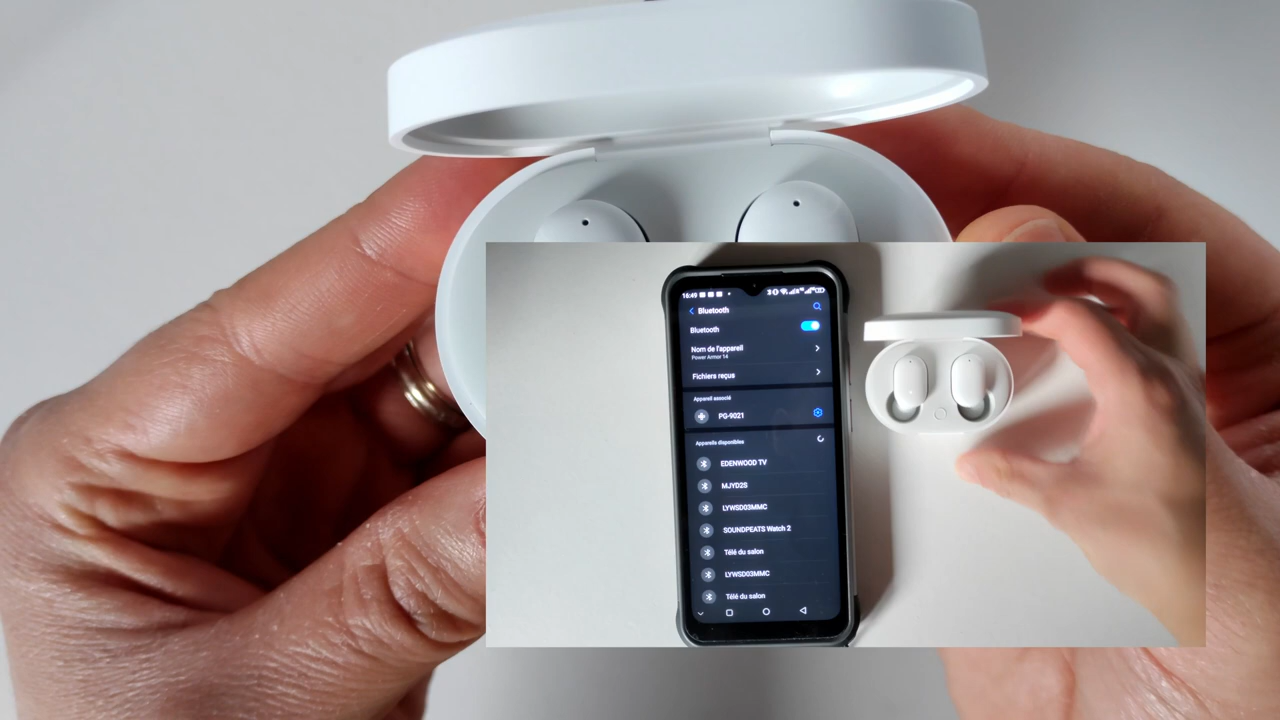 16:49
Bluetooth
Bluetooth
Nom de l'appareil
Power Armor 14
Fichiers reçus
Appareil associé
PG-9021
Appareils disponibles
EDENWOOD TV
MJYD2S
LYWSD03MMC
SOUNDPEATS Watch 2
Télé du salon
LYWSD03MMC
Télé du salon